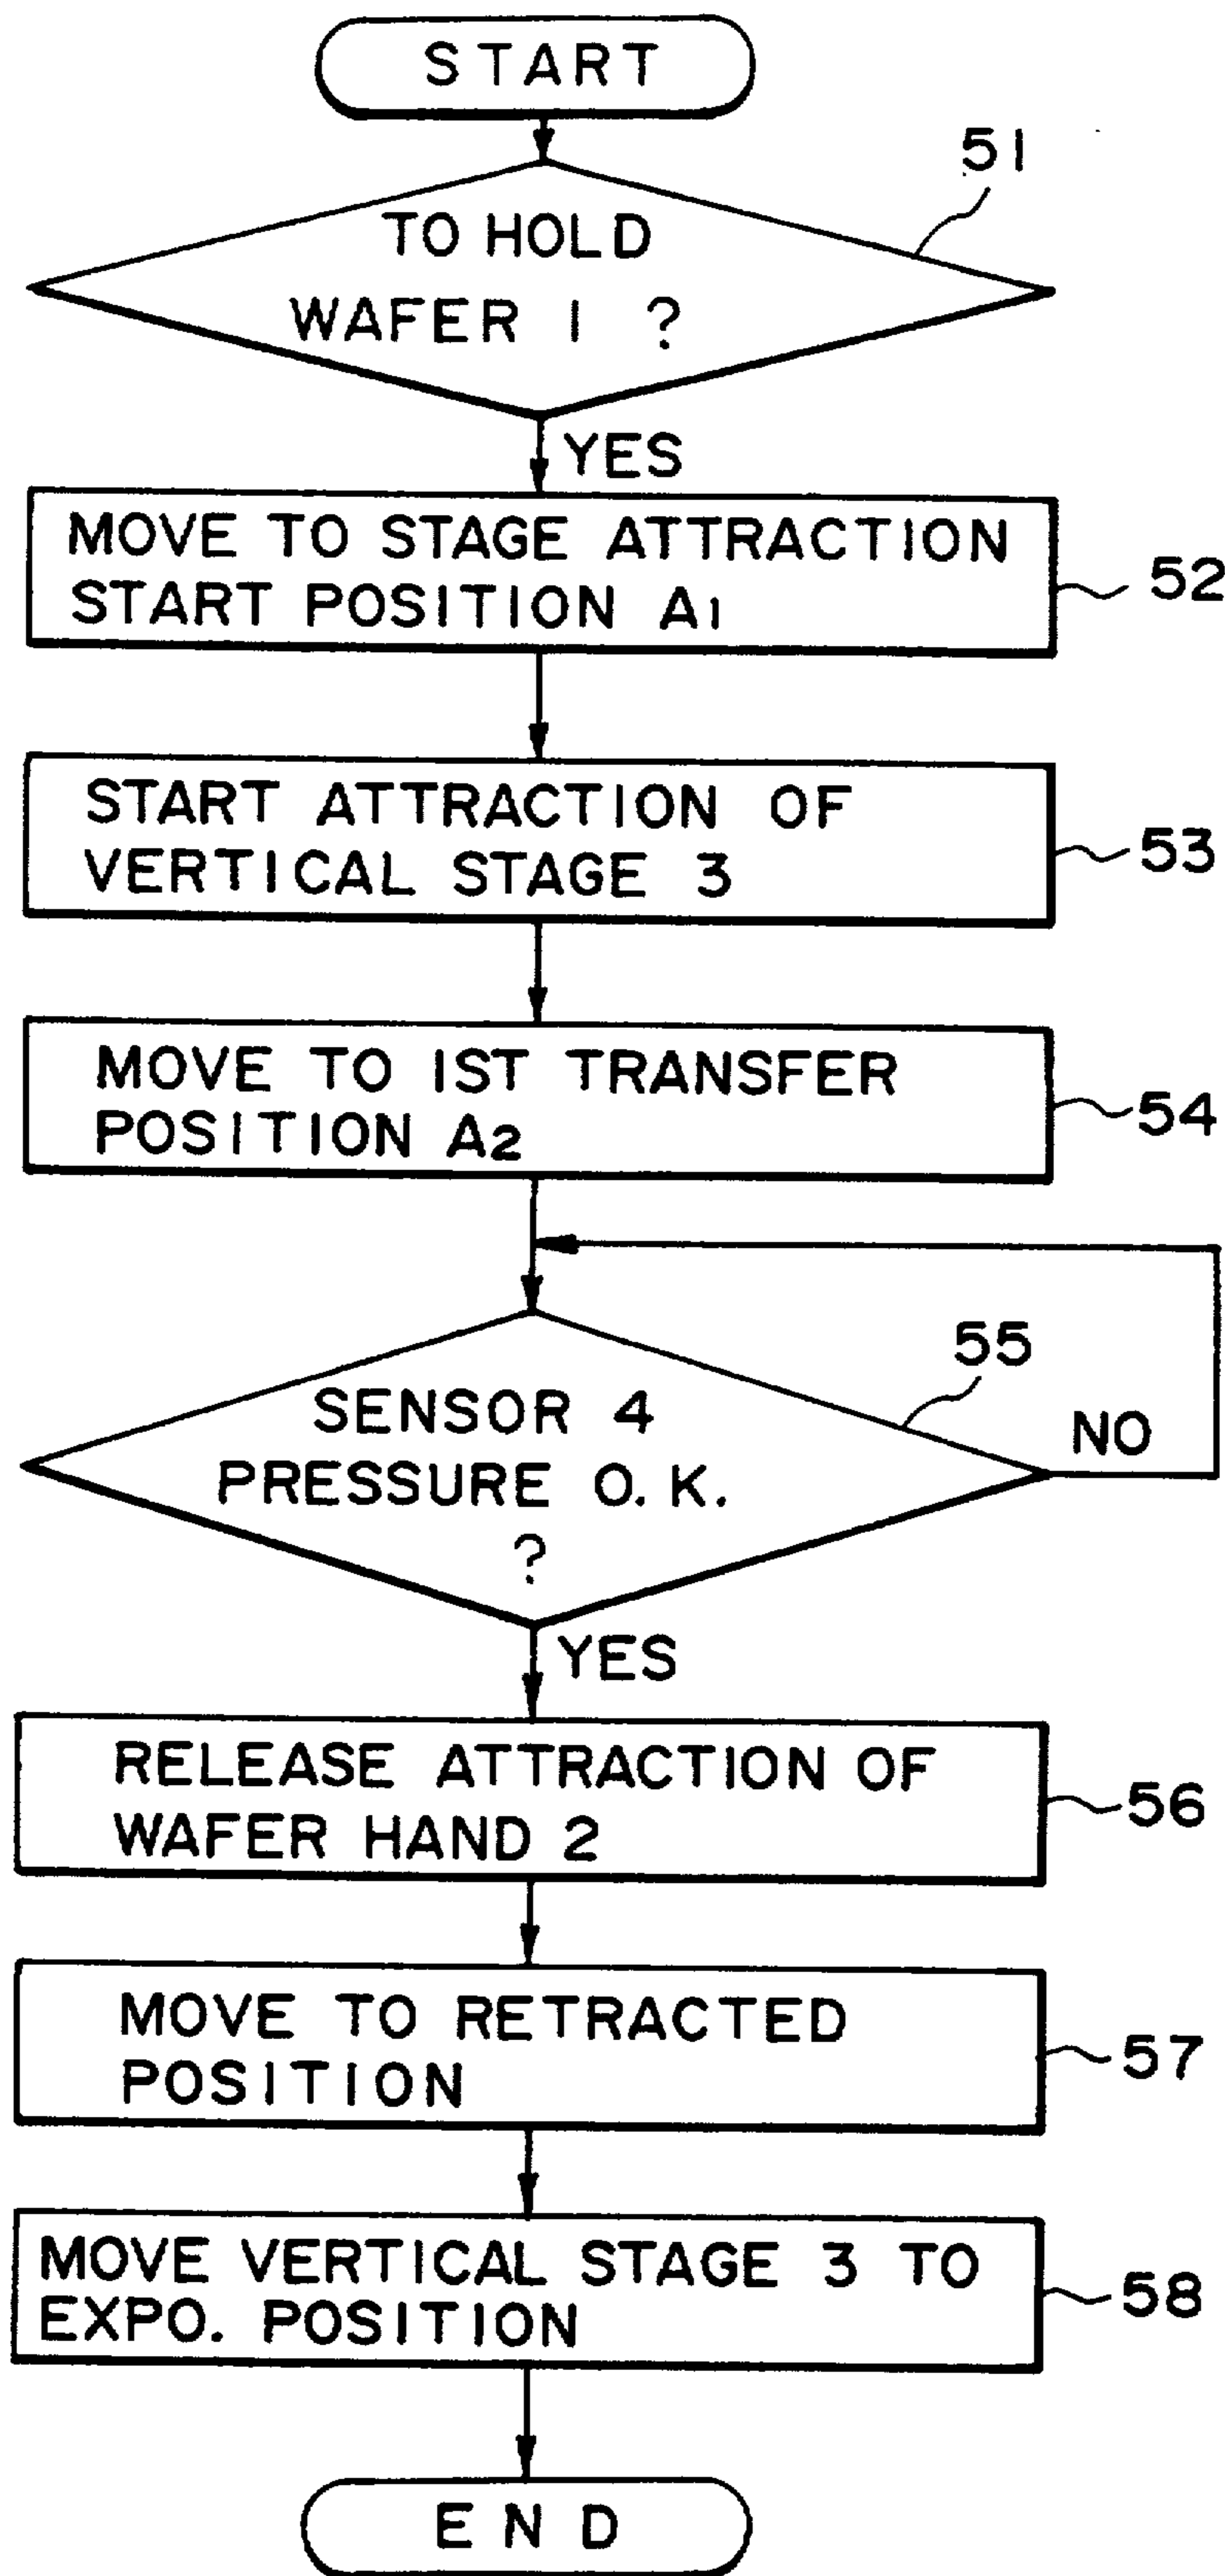 START
51
TO HOLD
WAFER 1 ?
YES
MOVE TO STAGE ATTRACTION
START POSITION A1
52
START ATTRACTION OF
VERTICAL STAGE 3
53
MOVE TO 1ST TRANSFER
POSITION A2
54
55
SENSOR 4
PRESSURE O.K.
?
NO
YES
RELEASE ATTRACTION OF
WAFER HAND 2
56
MOVE TO RETRACTED
POSITION
57
MOVE VERTICAL STAGE 3 TO
EXPO. POSITION
58
END